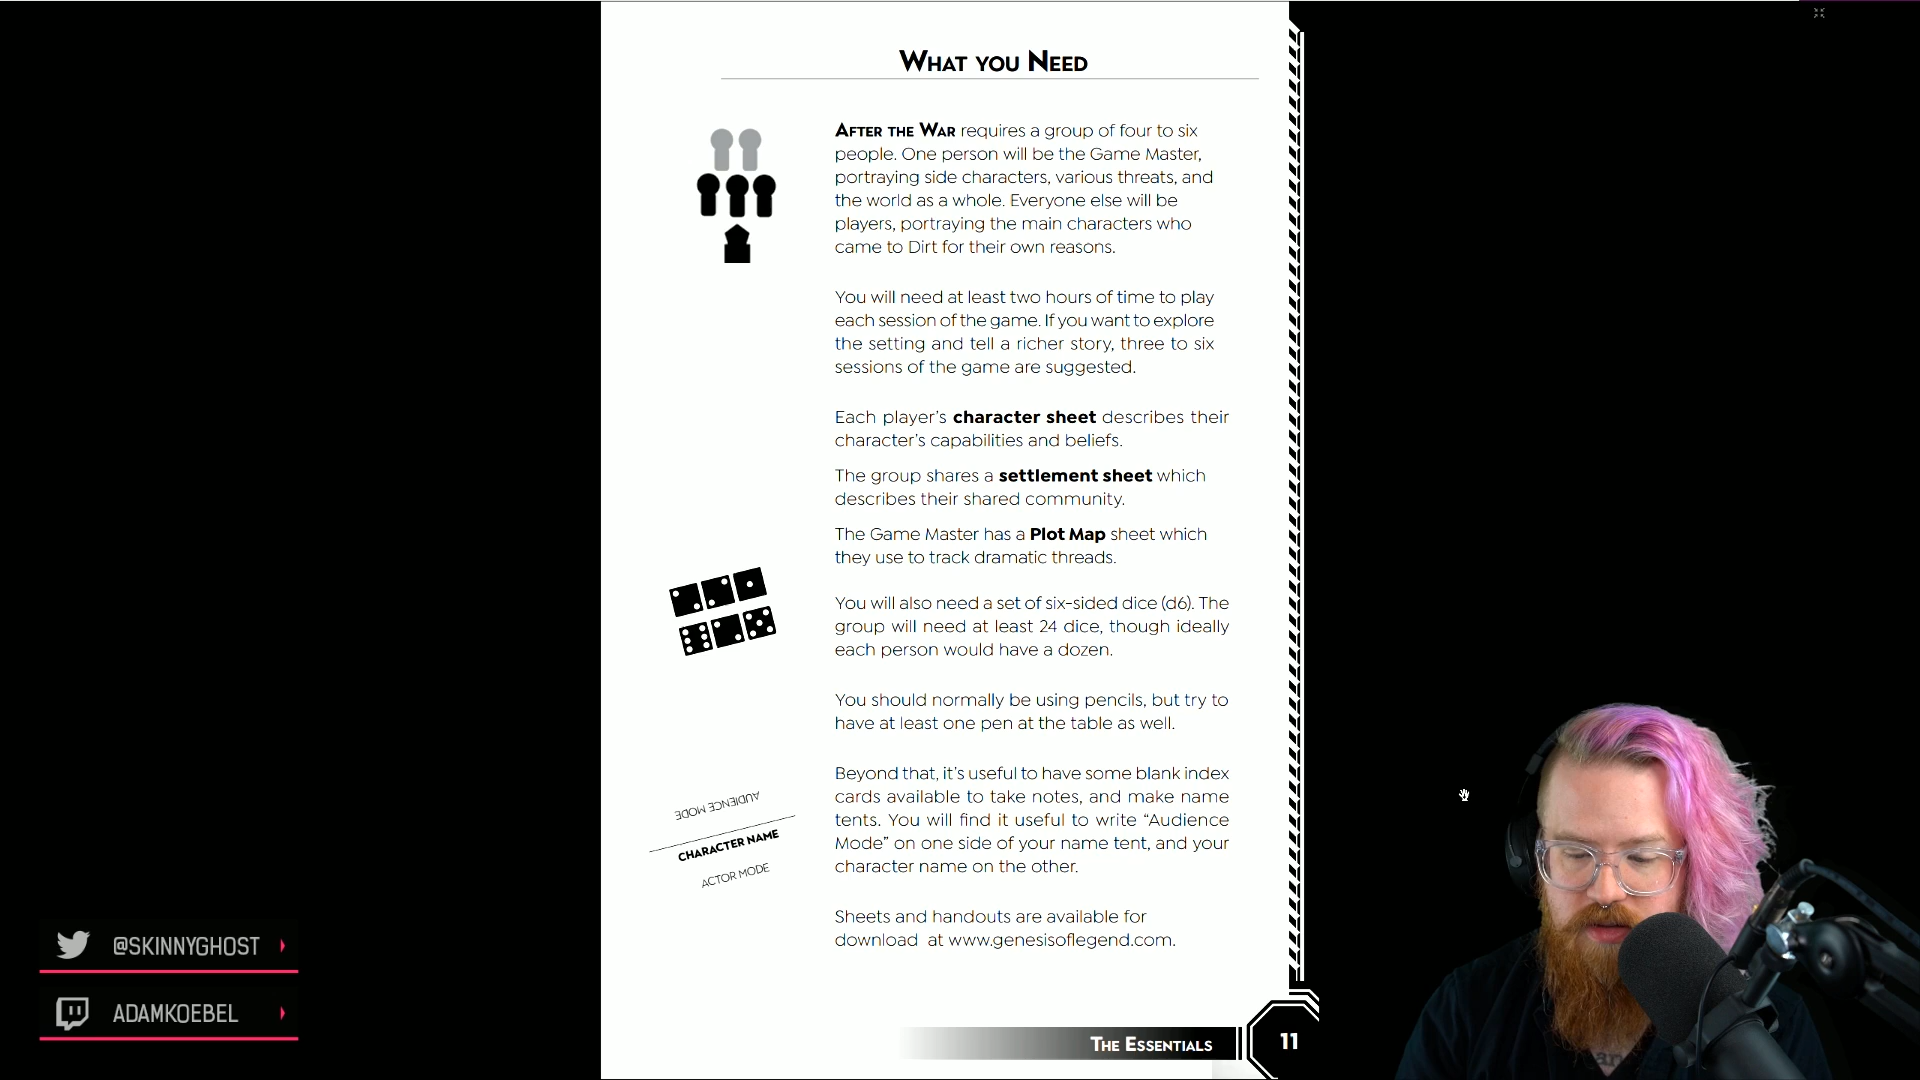 WHAT YOU NEED
AFTER THE WAR requires a group of four to six
people. One person will be the Game Master,
portraying side characters, various threats, and
the world as a whole. Everyone else will be
players, portraying the main characters who
came to Dirt for their own reasons.
You will need at least two hours of time to play
each session of the game. If you want to explore
the setting and tell a richer story, three to six
sessions of the game are suggested.
Each player's character sheet describes their
character's capabilities and beliefs.
The group shares a settlement sheet which
describes their shared community.
The Game Master has a Plot Map sheet which
they use to track dramatic threads.
You will also need a set of six-sided dice (d6). The
group will need at least 24 dice, though ideally
each person would have a dozen.
You should normally be using pencils, but try to
have at least one pen at the table as well.
Beyond that, it's useful to have some blank index
cards available to take notes, and make name
tents. You will find it useful to write “Audience
Mode” on one side of your name tent, and your
character name on the other.
AUDIENCE MODE
CHARACTER NAME
ACTOR MODE
Sheets and handouts are available for
download at www.genesisoflegend.com.
THE ESSENTIALS
11
@SKINNYGHOST
ADAMKOEBEL